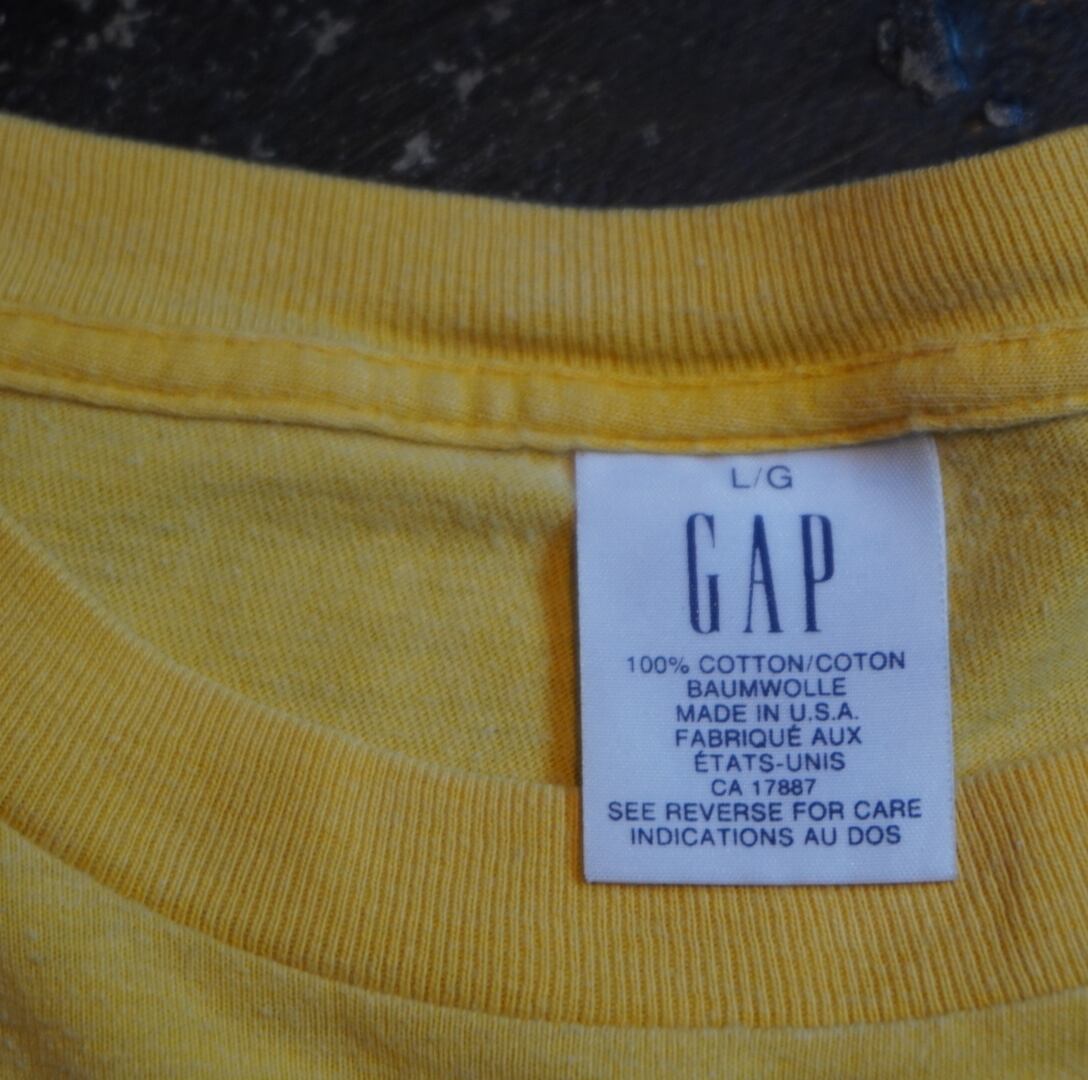 L/G
GAP
100% COTTON/COTON
BAUMWOLLE
MADE IN U.S.A.
FABRIQUÉ AUX
ÉTATS-UNIS
CA 17887
SEE REVERSE FOR CARE
INDICATIONS AU DOS